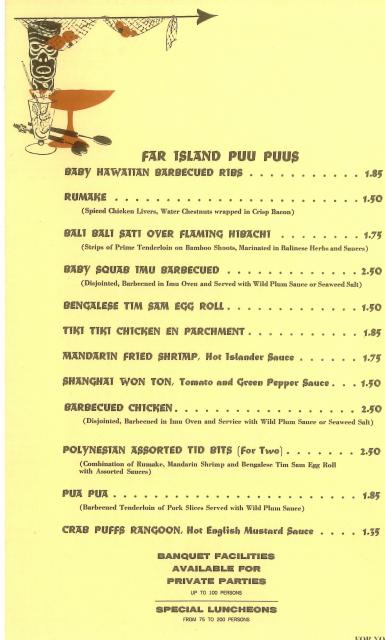 FAR ISLAND PUU PUUS
BABY HAWAIIAN BARBECUED RIBS . . . . . . . . . . . 1.85
RUMAKE . . . . . . . . . . . . . . . . . . . . . . 1.50
(Spiced Chicken Livers, Water Chestnuts wrapped in Crisp Bacon)
BALI BALI SATI OVER FLAMING HIBACHI . . . . . . . . 1.75
(Strips of Prime Tenderloin on Bamboo Shoots, Marinated in Balinese Herbs and Sauces)
BABY SQUAB IMU BARBECUED . . . . . . . . . . . . . 2.50
(Disjointed, Barbecued in Imu Oven and Served with Wild Plum Sauce or Seaweed Salt)
BENGALESE TIM SAM EGG ROLL . . . . . . . . . . . . . 1.50
TIKI TIKI CHICKEN EN PARCHMENT . . . . . . . . . . . 1.85
MANDARIN FRIED SHRIMP, Hot Islander Sauce . . . . . . 1.75
SHANGHAI WON TON, Tomato and Green Pepper Sauce . . . 1.50
BARBECUED CHICKEN . . . . . . . . . . . . . . . . . 2.50
(Disjointed, Barbecued in Imu Oven and Service with Wild Plum Sauce or Seaweed Salt)
POLYNESIAN ASSORTED TID BITS (For Two) . . . . . . . 2.50
(Combination of Rumake, Mandarin Shrimp and Bengalese Tim Sam Egg Roll
with Assorted Sauces)
PUA PUA . . . . . . . . . . . . . . . . . . . . . . 1.85
(Barbecued Tenderloin of Pork Slices Served with Wild Plum Sauce)
CRAB PUFFS RANGOON, Hot English Mustard Sauce . . . . 1.35
BANQUET FACILITIES
AVAILABLE FOR
PRIVATE PARTIES
UP TO 100 PERSONS
SPECIAL LUNCHEONS
FROM 75 TO 200 PERSONS